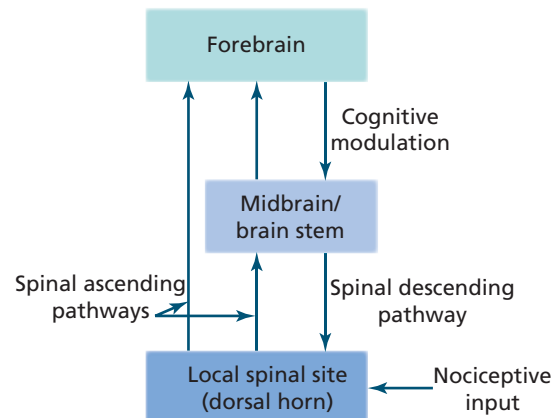 Forebrain
Cognitive
modulation
Midbrain/
brain stem
Spinal ascending
pathways
Spinal descending
pathway
Local spinal site
(dorsal horn)
Nociceptive
input